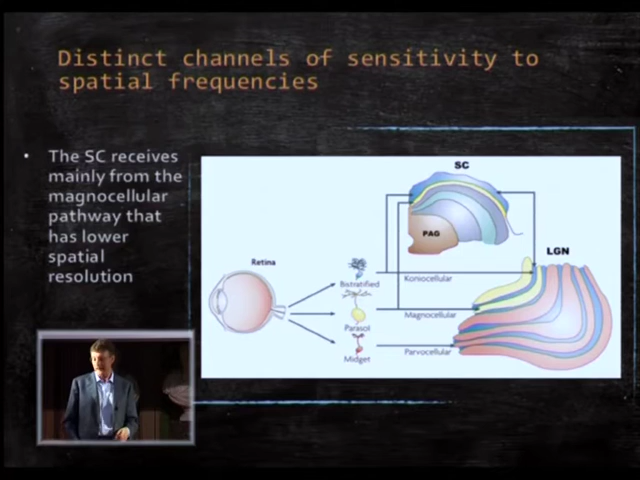 Distinct channels of sensitivity to
spatial frequencies
• The SC receives
mainly from the
magnocellular
pathway that
has lower
spatial
resolution
SC
PAG
LGN
Retina
Bistratified
Koniocellular
Parasol
Magnocellular
Midget
Parvocellular